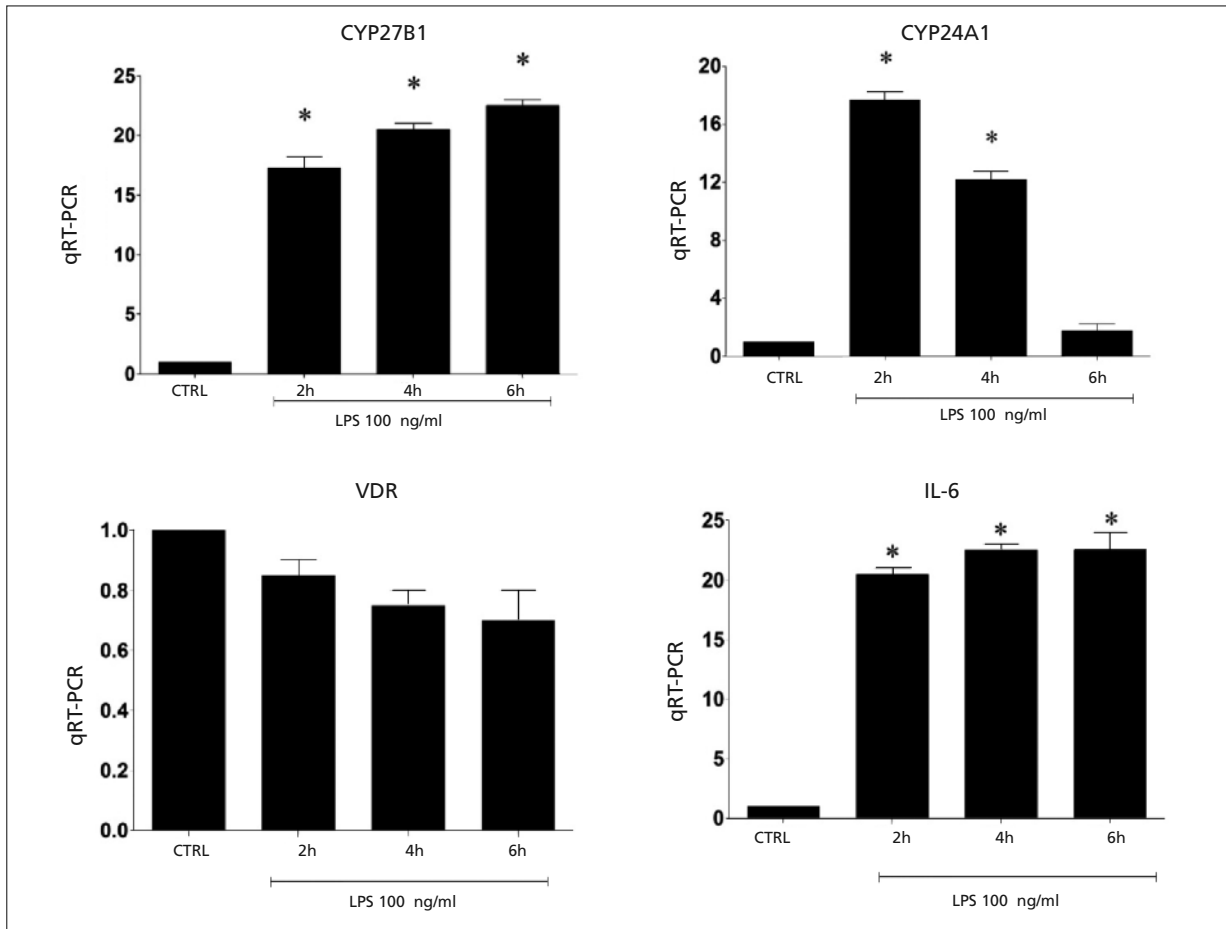 CYP27B1
*
*
*
25
20
15
10
5
0
qRT-PCR
CTRL 2h 4h 6h
LPS 100 ng/ml
CYP24A1
*
*
20
16
12
8
4
0
qRT-PCR
CTRL 2h 4h 6h
LPS 100 ng/ml
VDR
1.0
0.8
0.6
0.4
0.2
0.0
qRT-PCR
CTRL 2h 4h 6h
LPS 100 ng/ml
IL-6
*
*
*
25
20
15
10
5
0
qRT-PCR
CTRL 2h 4h 6h
LPS 100 ng/ml